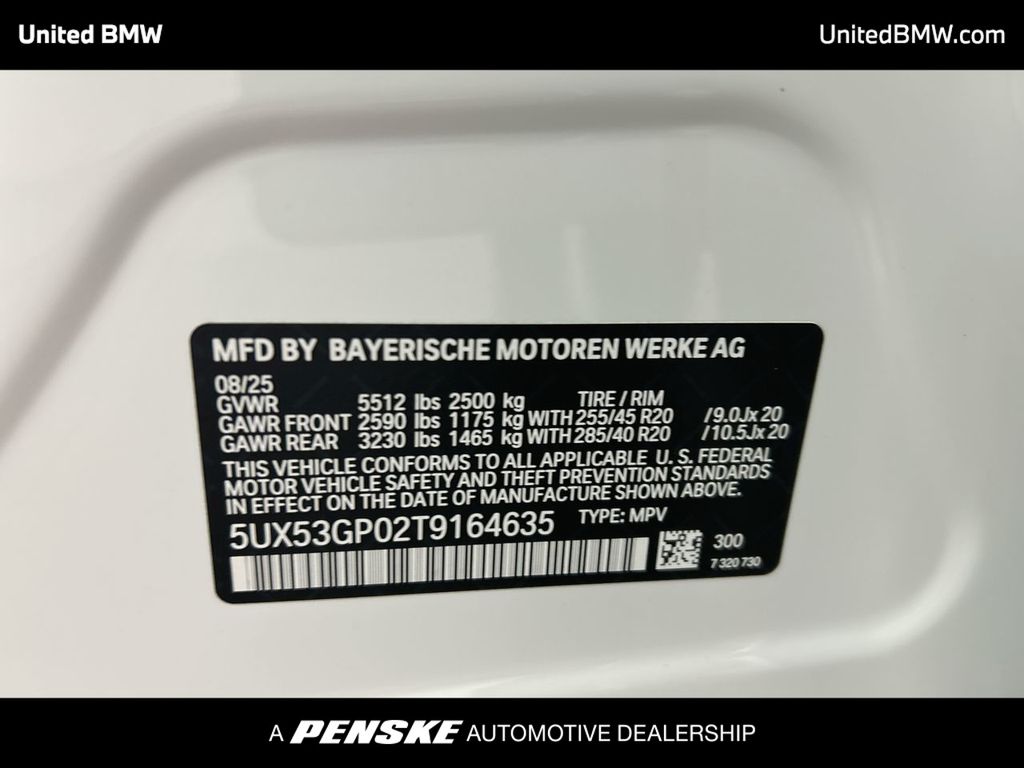 United BMW
UnitedBMW.com
MFD BY BAYERISCHE MOTOREN WERKE AG
08/25
GVWR 5512 lbs 2500 kg TIRE / RIM
GAWR FRONT 2590 lbs 1175 kg WITH 255/45 R20 /9.0Jx20
GAWR REAR 3230 lbs 1465 kg WITH 285/40 R20 /10.5Jx20
THIS VEHICLE CONFORMS TO ALL APPLICABLE U. S. FEDERAL
MOTOR VEHICLE SAFETY AND THEFT PREVENTION STANDARDS
IN EFFECT ON THE DATE OF MANUFACTURE SHOWN ABOVE.
5UX53GP02T9164635 TYPE: MPV
300
7 320 730
A PENSKE AUTOMOTIVE DEALERSHIP